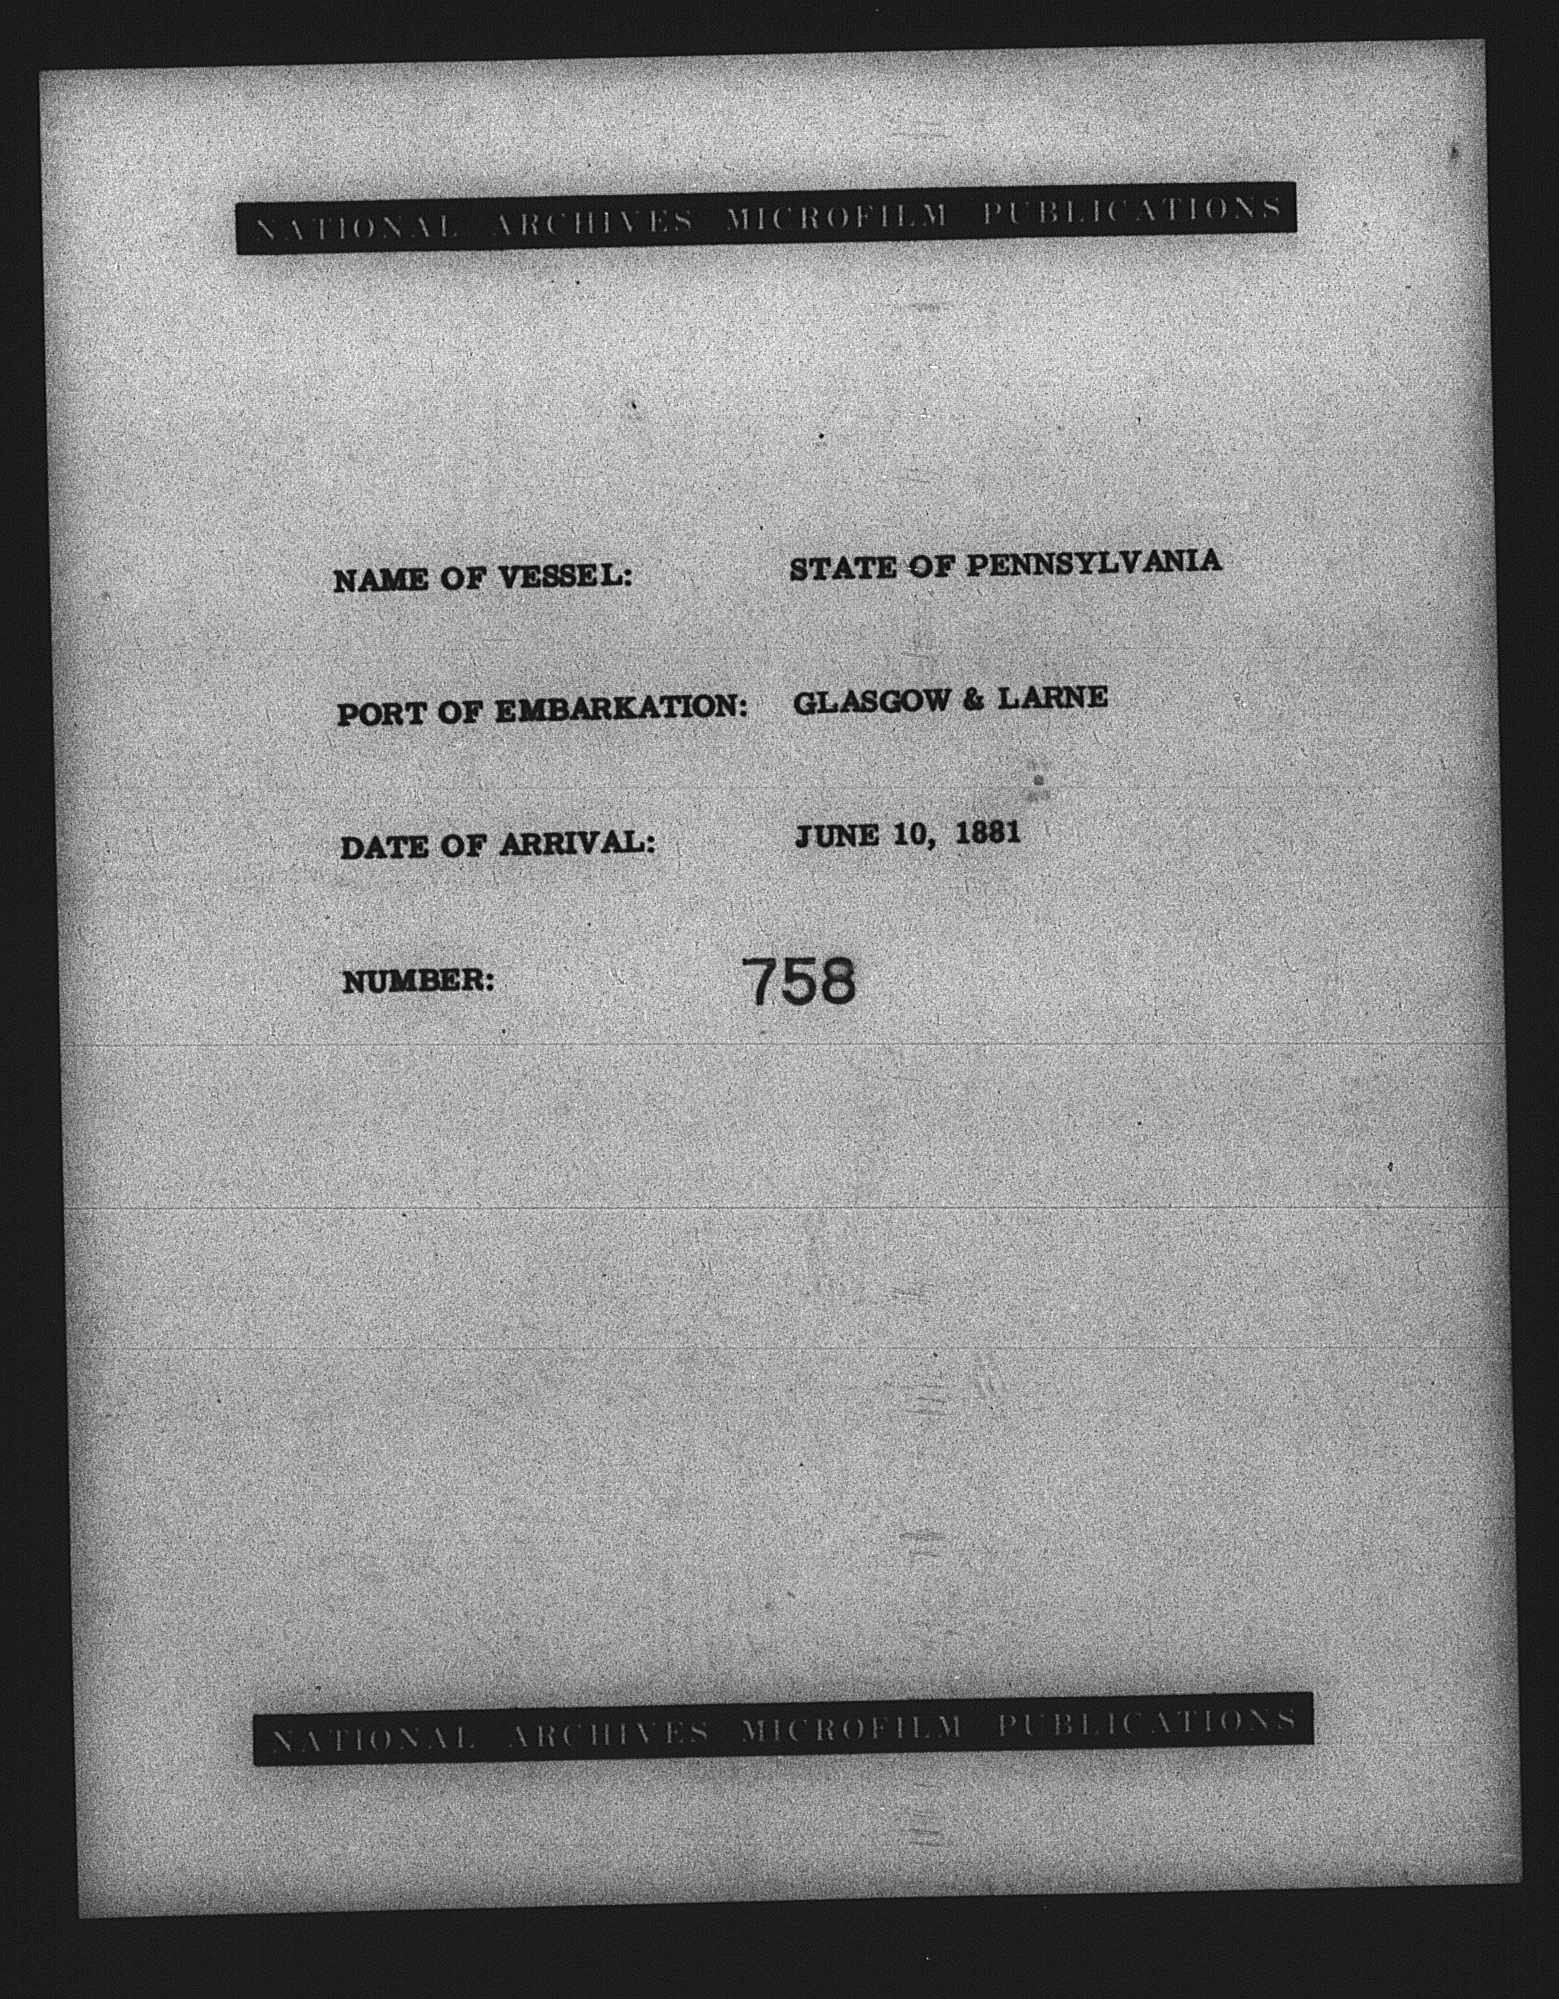 NATIONAL ARCHIVES MICROFILM PUBLICATIONS
NAME OF VESSEL: STATE OF PENNSYLVANIA
PORT OF EMBARKATION: GLASGOW & LARNE
DATE OF ARRIVAL: JUNE 10, 1881
NUMBER: 758
NATIONAL ARCHIVES MICROFILM PUBLICATIONS